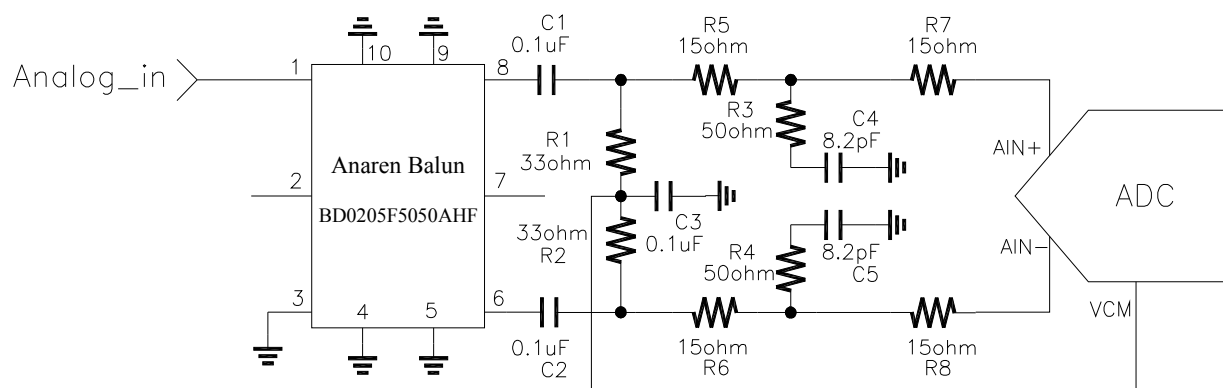 C1
0.1uF
R5
15ohm
R7
15ohm
10
9
Analog_in
1
8
R3
50ohm
C4
8.2pF
R1
33ohm
AIN+
Anaren Balun
2
7
BD0205F5050AHF
ADC
C3
0.1uF
33ohm
R2
R4
50ohm
8.2pF
C5
AIN-
3
4
5
6
VCM
0.1uF
C2
15ohm
R6
15ohm
R8